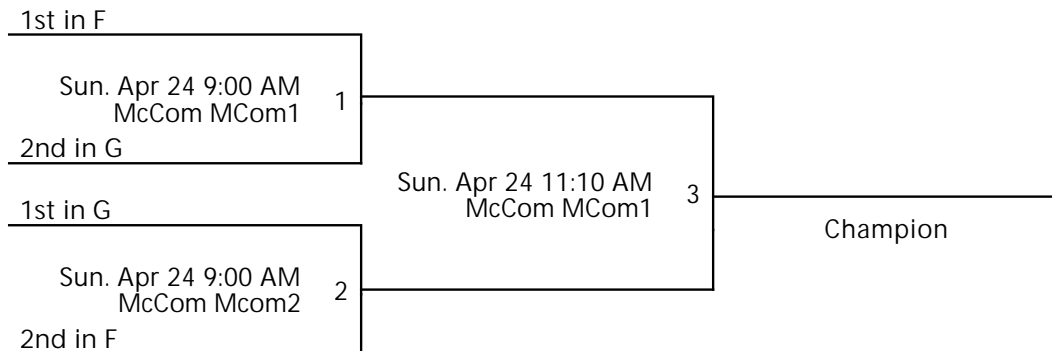 1st in F
Sun. Apr 24 9:00 AM
McCom MCom1
1
2nd in G
Sun. Apr 24 11:10 AM
McCom MCom1
3
Champion
1st in G
Sun. Apr 24 9:00 AM
McCom Mcom2
2
2nd in F